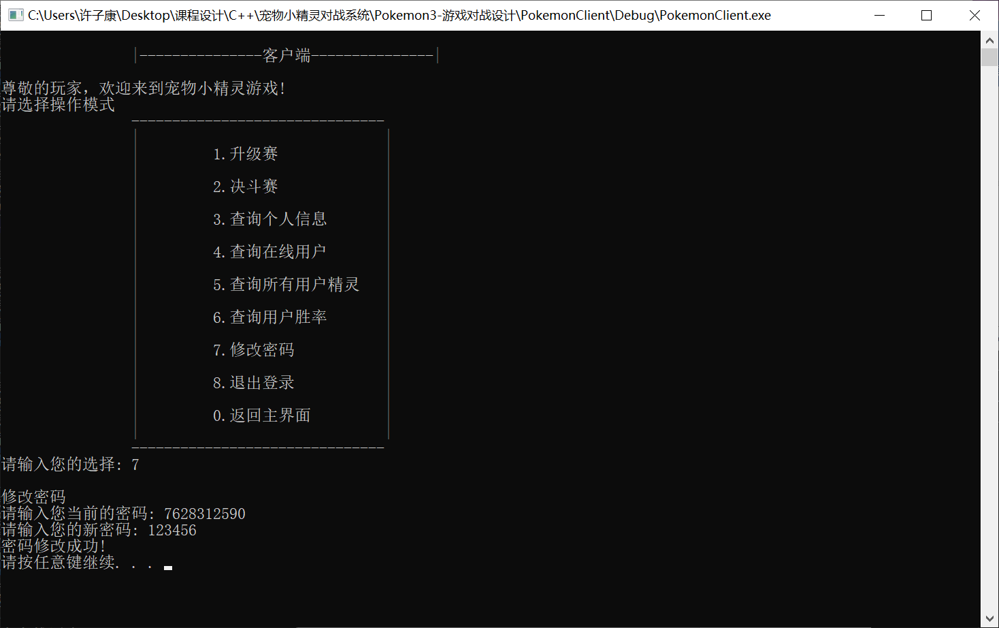 C:\Users\许子康\Desktop\课程设计\C++\宠物小精灵对战系统\Pokemon3-游戏对战设计\PokemonClient\Debug\PokemonClient.exe
|---------------客户端---------------|
尊敬的玩家，欢迎来到宠物小精灵游戏!
请选择操作模式
-------------------------------
1.升级赛
2.决斗赛
3.查询个人信息
4.查询在线用户
5.查询所有用户精灵
6.查询用户胜率
7.修改密码
8.退出登录
0.返回主界面
-------------------------------
请输入您的选择: 7
修改密码
请输入您当前的密码: 7628312590
请输入您的新密码: 123456
密码修改成功!
请按任意键继续. . .